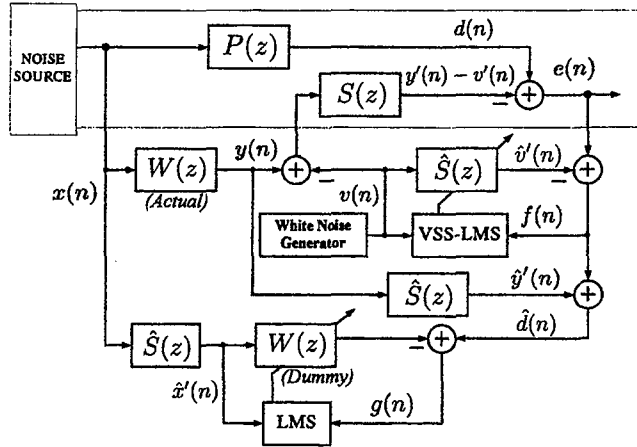 NOISE
SOURCE
P(z)
d(n)
e(n)
S(z)
y'(n) − v'(n)
−
+
x(n)
W(z)
(Actual)
y(n)
+
−
v(n)
Ŝ(z)
v̂'(n)
−
+
White Noise
Generator
VSS-LMS
f(n)
Ŝ(z)
ŷ'(n)
+
d̂(n)
Ŝ(z)
x̂'(n)
W(z)
(Dummy)
−
+
LMS
g(n)